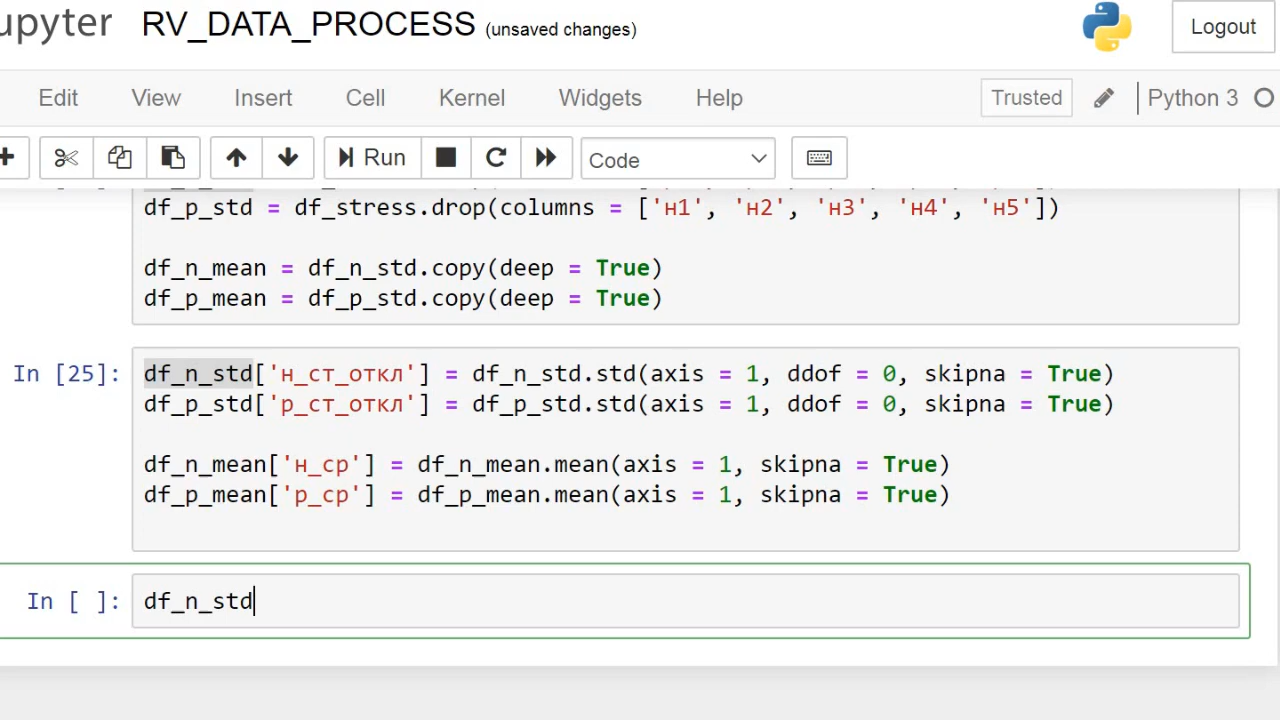 upyter RV_DATA_PROCESS (unsaved changes) Logout
Edit View Insert Cell Kernel Widgets Help Trusted Python 3
Run Code
df_p_std = df_stress.drop(columns = ['н1', 'н2', 'н3', 'н4', 'н5'])
df_n_mean = df_n_std.copy(deep = True)
df_p_mean = df_p_std.copy(deep = True)
In [25]: df_n_std['н_ст_откл'] = df_n_std.std(axis = 1, ddof = 0, skipna = True)
df_p_std['р_ст_откл'] = df_p_std.std(axis = 1, ddof = 0, skipna = True)
df_n_mean['н_ср'] = df_n_mean.mean(axis = 1, skipna = True)
df_p_mean['р_ср'] = df_p_mean.mean(axis = 1, skipna = True)
In [ ]: df_n_std